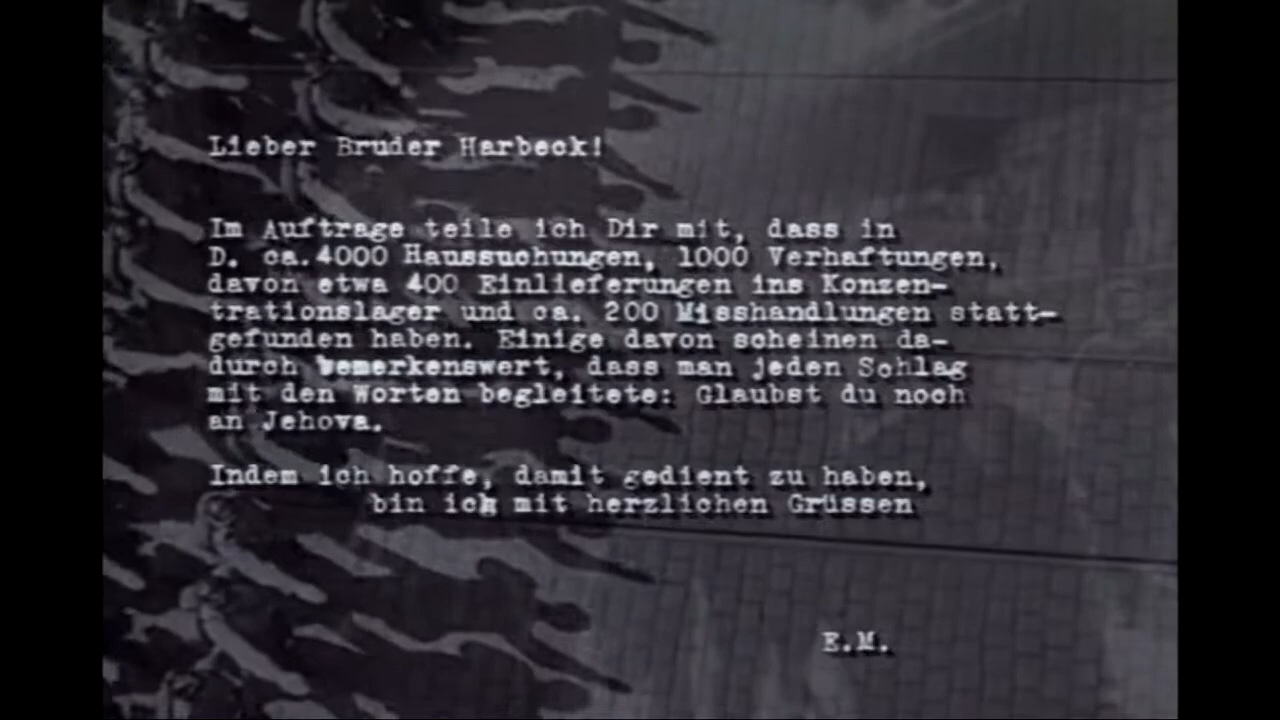 Lieber Bruder Harbeck!
Im Auftrage teile ich Dir mit, dass in
D. ca.4000 Haussuchungen, 1000 Verhaftungen,
davon etwa 400 Einlieferungen ins Konzen-
trationslager und ca. 200 Misshandlungen statt-
gefunden haben. Einige davon scheinen da-
durch bemerkenswert, dass man jeden Schlag
mit den Worten begleitete: Glaubst du noch
an Jehova.
Indem ich hoffe, damit gedient zu haben,
bin ich mit herzlichen Grüssen
E.M.